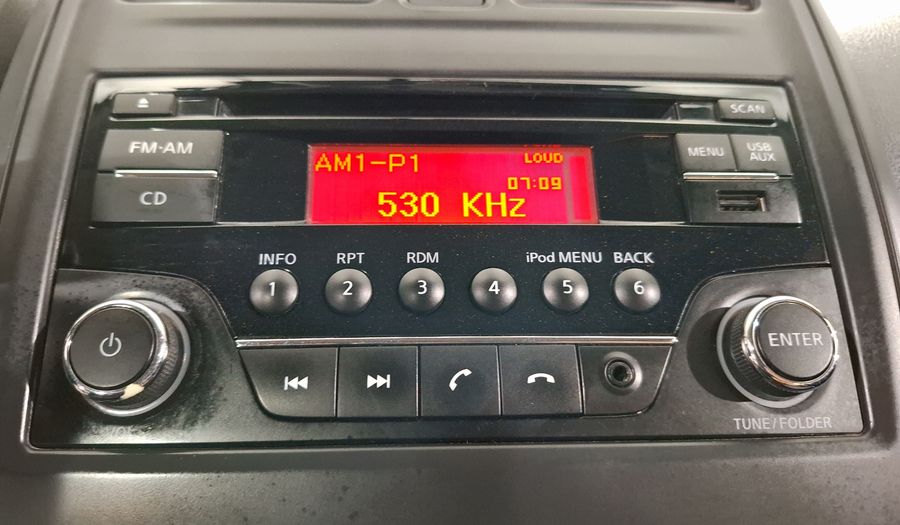 SCAN
FM-AM
MENU
USB
AUX
CD
AM1-P1
LOUD
07:09
530 KHz
INFO
RPT
RDM
iPod MENU
BACK
1
2
3
4
5
6
ENTER
TUNE/FOLDER